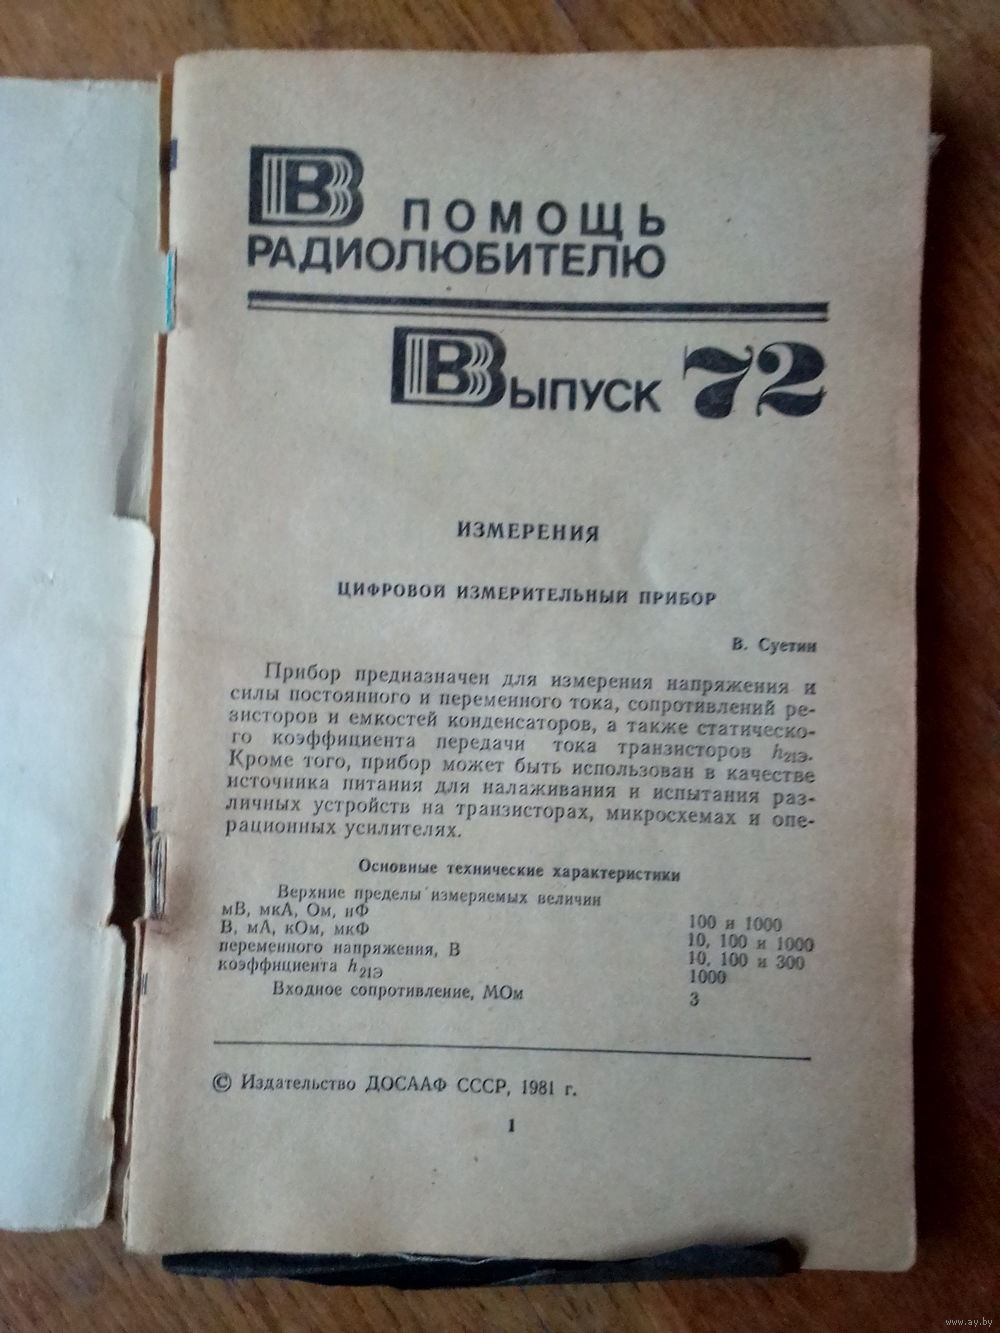 В ПОМОЩЬ
РАДИОЛЮБИТЕЛЮ
Выпуск 72
ИЗМЕРЕНИЯ
ЦИФРОВОЙ ИЗМЕРИТЕЛЬНЫЙ ПРИБОР
В. Суетин
Прибор предназначен для измерения напряжения и
силы постоянного и переменного тока, сопротивлений ре-
зисторов и емкостей конденсаторов, а также статическо-
го коэффициента передачи тока транзисторов h21Э.
Кроме того, прибор может быть использован в качестве
источника питания для налаживания и испытания раз-
личных устройств на транзисторах, микросхемах и опе-
рационных усилителях.
Основные технические характеристики
Верхние пределы измеряемых величин
мВ, мкА, Ом, нФ 100 и 1000
В, мА, кОм, мкФ 10, 100 и 1000
переменного напряжения, В 10, 100 и 300
коэффициента h21Э 1000
Входное сопротивление, МОм 3
© Издательство ДОСААФ СССР, 1981 г.
1
www.ay.by